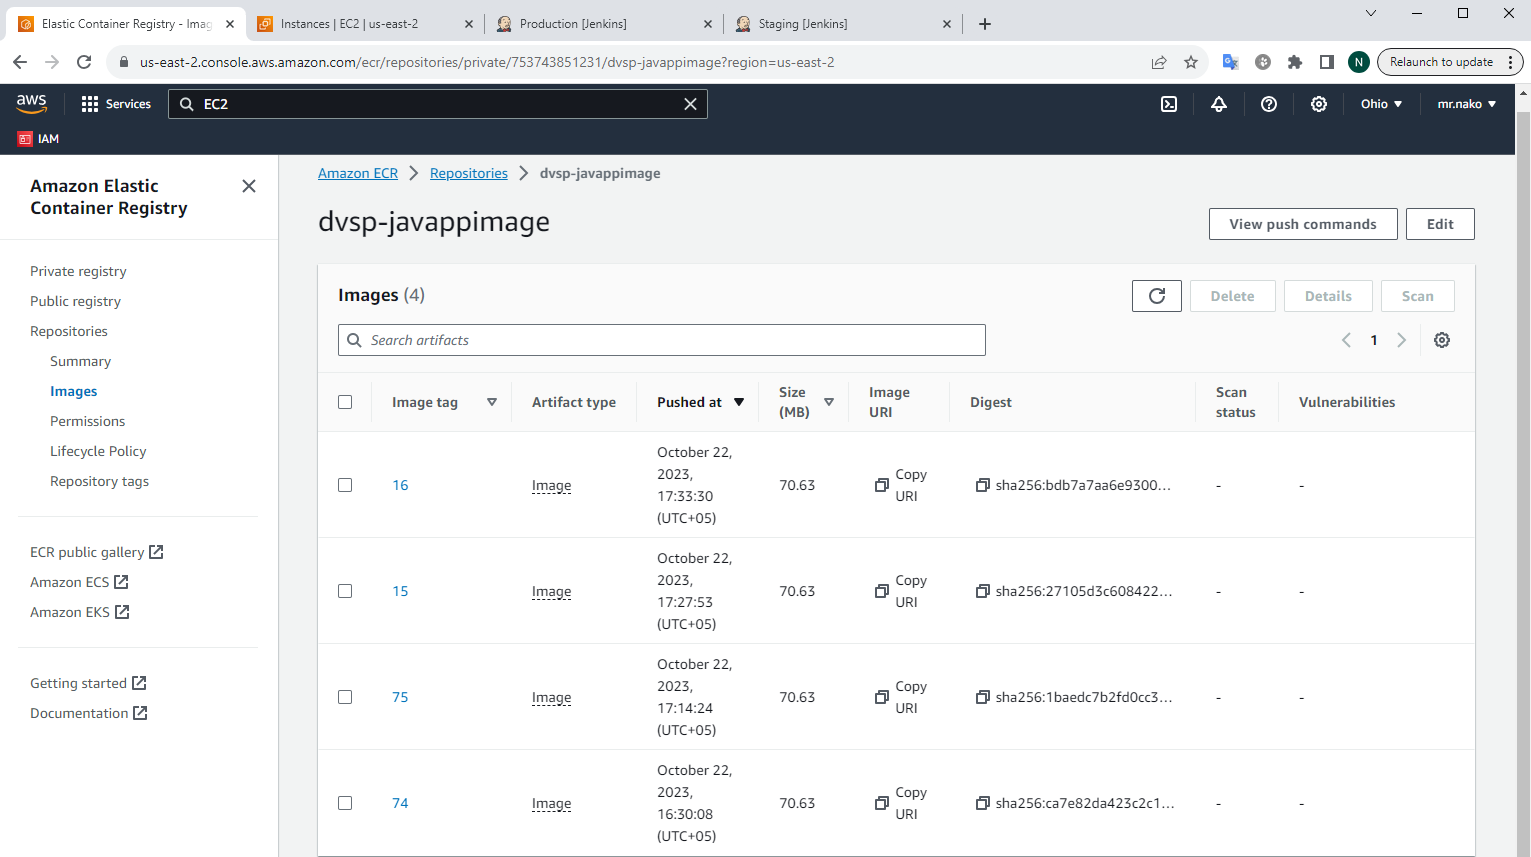 Elastic Container Registry - Imag
Instances | EC2 | us-east-2
Production [Jenkins]
Staging [Jenkins]
us-east-2.console.aws.amazon.com/ecr/repositories/private/753743851231/dvsp-javappimage?region=us-east-2
N
Relaunch to update
aws
Services
EC2
Ohio
mr.nako
IAM
Amazon Elastic
Container Registry
Private registry
Public registry
Repositories
Summary
Images
Permissions
Lifecycle Policy
Repository tags
ECR public gallery
Amazon ECS
Amazon EKS
Getting started
Documentation
Amazon ECR
Repositories
dvsp-javappimage
dvsp-javappimage
View push commands
Edit
Images (4)
Delete
Details
Scan
Search artifacts
1
Image tag
Artifact type
Pushed at
Size
(MB)
Image
URI
Digest
Scan
status
Vulnerabilities
16
Image
October 22,
2023,
17:33:30
(UTC+05)
70.63
Copy
URI
sha256:bdb7a7aa6e9300...
-
-
15
Image
October 22,
2023,
17:27:53
(UTC+05)
70.63
Copy
URI
sha256:27105d3c608422...
-
-
75
Image
October 22,
2023,
17:14:24
(UTC+05)
70.63
Copy
URI
sha256:1baedc7b2fd0cc3...
-
-
74
Image
October 22,
2023,
16:30:08
(UTC+05)
70.63
Copy
URI
sha256:ca7e82da423c2c1...
-
-